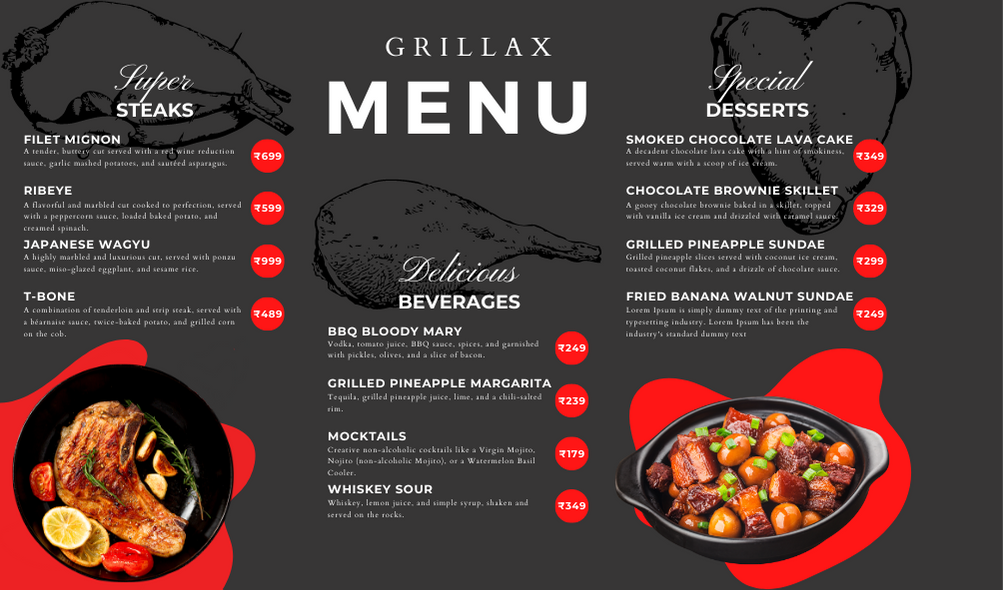 GRILLAX
MENU
Super
STEAKS
FILET MIGNON
A tender, buttery cut served with a red wine reduction
sauce, garlic mashed potatoes, and sautéed asparagus.
₹699
RIBEYE
A flavorful and marbled cut cooked to perfection, served
with a peppercorn sauce, loaded baked potato, and
creamed spinach.
₹599
JAPANESE WAGYU
A highly marbled and luxurious cut, served with ponzu
sauce, miso-glazed eggplant, and sesame rice.
₹999
T-BONE
A combination of tenderloin and strip steak, served with
a béarnaise sauce, twice-baked potato, and grilled corn
on the cob.
₹489
Delicious
BEVERAGES
BBQ BLOODY MARY
Vodka, tomato juice, BBQ sauce, spices, and garnished
with pickles, olives, and a slice of bacon.
₹249
GRILLED PINEAPPLE MARGARITA
Tequila, grilled pineapple juice, lime, and a chili-salted
rim.
₹239
MOCKTAILS
Creative non-alcoholic cocktails like a Virgin Mojito,
Nojito (non-alcoholic Mojito), or a Watermelon Basil
Cooler.
₹179
WHISKEY SOUR
Whiskey, lemon juice, and simple syrup, shaken and
served on the rocks.
₹349
Special
DESSERTS
SMOKED CHOCOLATE LAVA CAKE
A decadent chocolate lava cake with a hint of smokiness,
served warm with a scoop of ice cream.
₹349
CHOCOLATE BROWNIE SKILLET
A gooey chocolate brownie baked in a skillet, topped
with vanilla ice cream and drizzled with caramel sauce.
₹329
GRILLED PINEAPPLE SUNDAE
Grilled pineapple slices served with coconut ice cream,
toasted coconut flakes, and a drizzle of chocolate sauce.
₹299
FRIED BANANA WALNUT SUNDAE
Lorem Ipsum is simply dummy text of the printing and
typesetting industry. Lorem Ipsum has been the
industry's standard dummy text
₹249